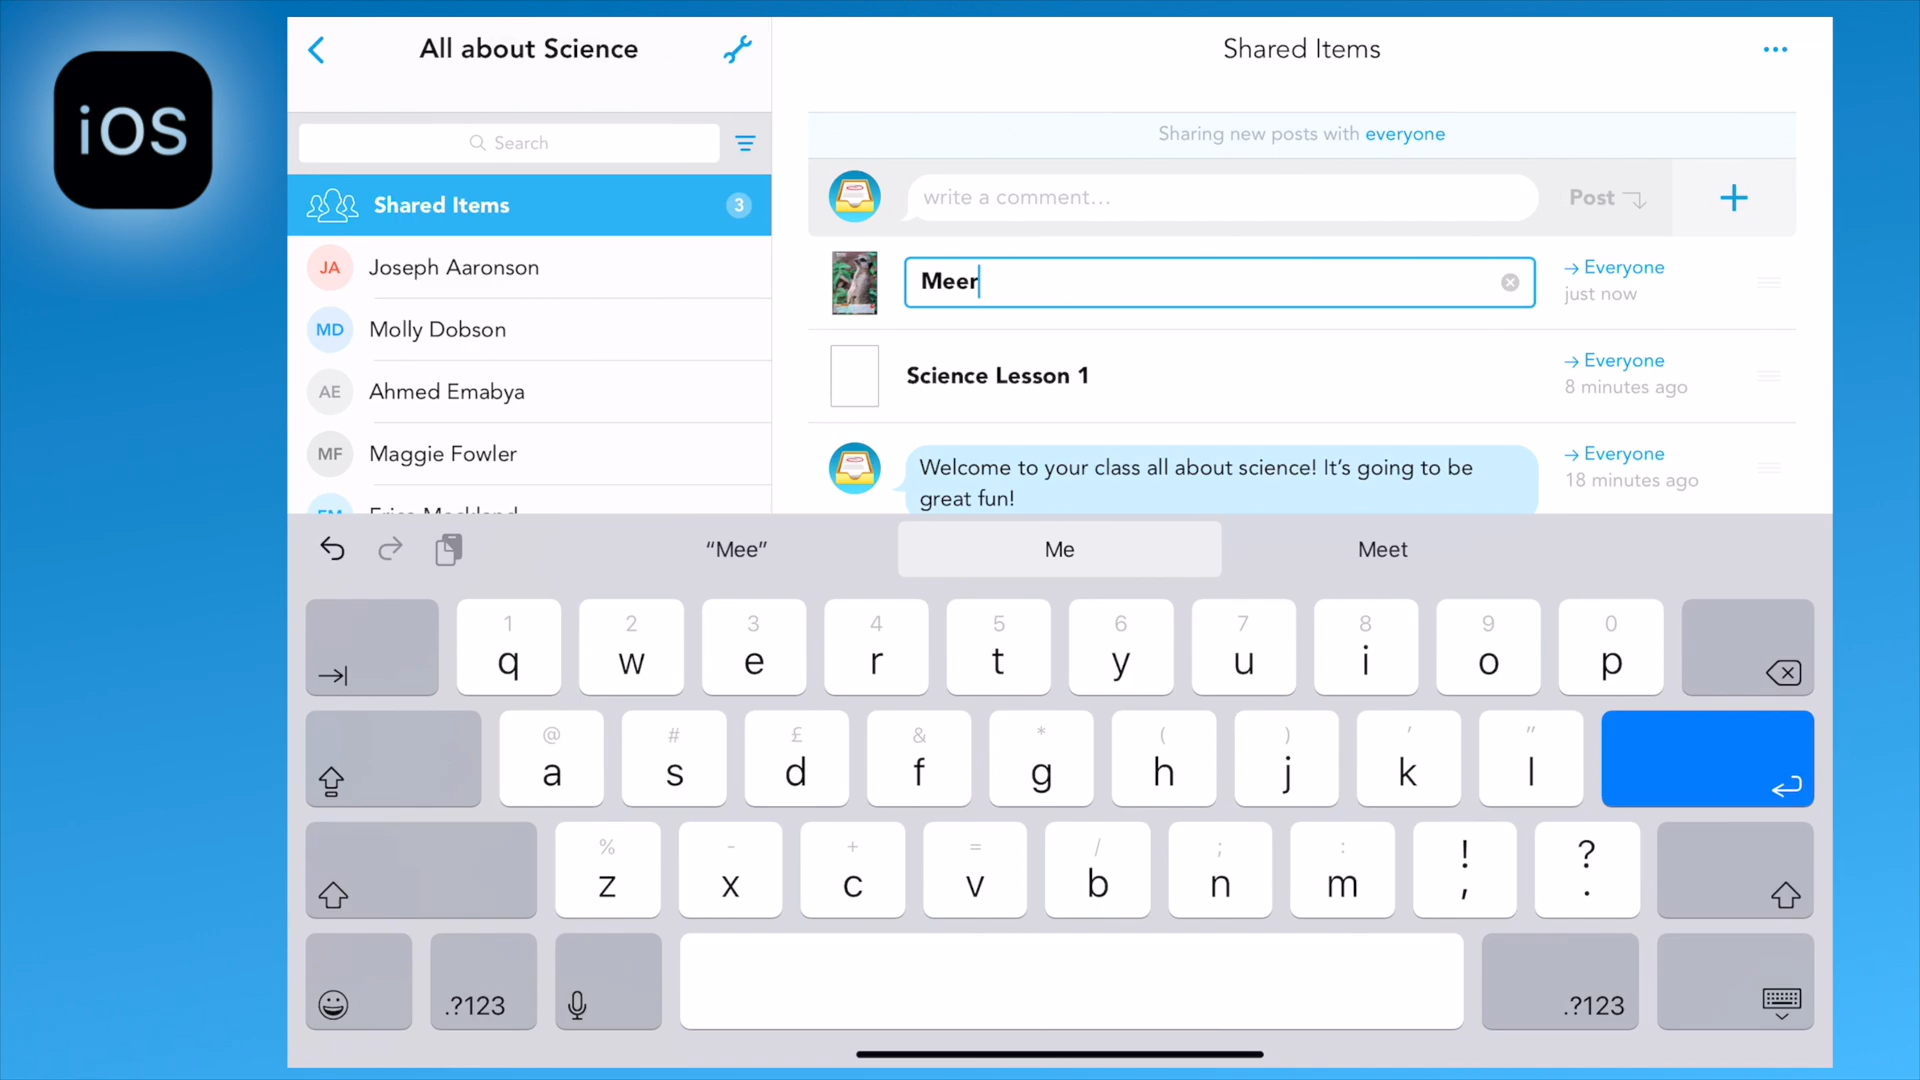 iOS
All about Science
Shared Items
Search
Sharing new posts with everyone
Shared Items
3
write a comment...
Post
JA
Joseph Aaronson
Meer
→ Everyone
just now
MD
Molly Dobson
Science Lesson 1
→ Everyone
8 minutes ago
AE
Ahmed Emabya
MF
Maggie Fowler
Welcome to your class all about science! It's going to be
great fun!
→ Everyone
18 minutes ago
“Mee”
Me
Meet
1 2 3 4 5 6 7 8 9 0
q w e r t y u i o p
@ # £ & * ( ) ' "
a s d f g h j k l
% - + c = / ; : ! ?
z x c v b n m , .
.?123
.?123